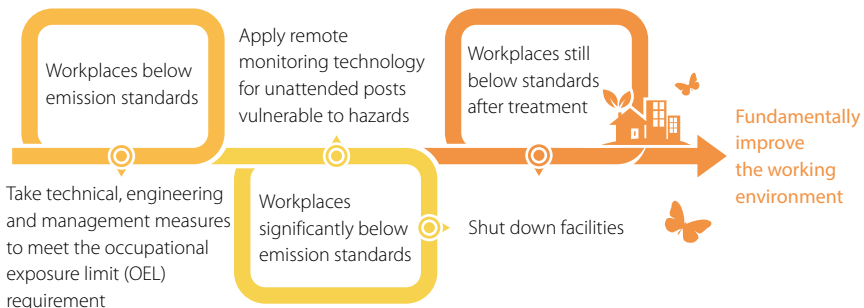 Workplaces below
emission standards
Take technical, engineering
and management measures
to meet the occupational
exposure limit (OEL)
requirement
Apply remote
monitoring technology
for unattended posts
vulnerable to hazards
Workplaces
significantly below
emission standards
Workplaces still
below standards
after treatment
Shut down facilities
Fundamentally
improve
the working
environment